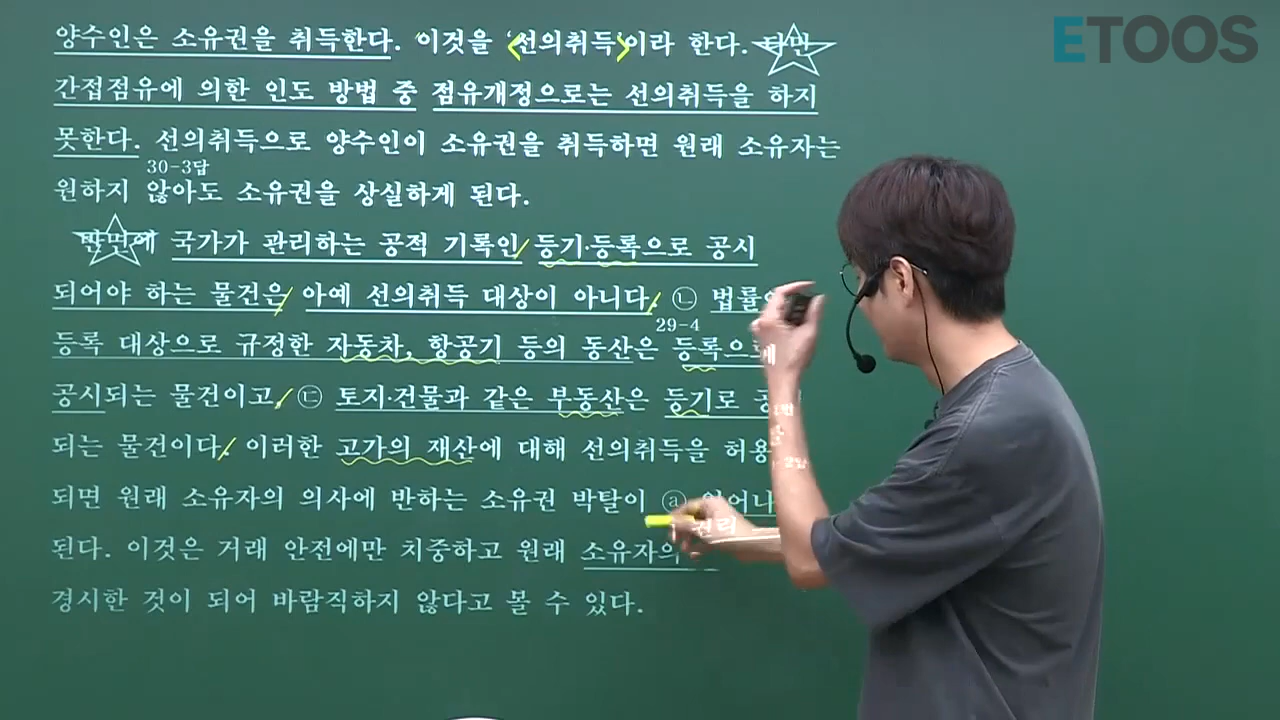 ETOOS
양수인은 소유권을 취득한다. 이것을 '선의취득'이라 한다. 다만
간접점유에 의한 인도 방법 중 점유개정으로는 선의취득을 하지
못한다. 선의취득으로 양수인이 소유권을 취득하면 원래 소유자는
30-3답
원하지 않아도 소유권을 상실하게 된다.
반면에 국가가 관리하는 공적 기록인 등기·등록으로 공시
되어야 하는 물건은 아예 선의취득 대상이 아니다. ㉡ 법률이
29-4
등록 대상으로 규정한 자동차, 항공기 등의 동산은 등록으로
공시되는 물건이고, ㉢ 토지·건물과 같은 부동산은 등기로
되는 물건이다. 이러한 고가의 재산에 대해 선의취득을 허용
되면 원래 소유자의 의사에 반하는 소유권 박탈이 ⓐ
권리
된다. 이것은 거래 안전에만 치중하고 원래 소유자의
경시한 것이 되어 바람직하지 않다고 볼 수 있다.